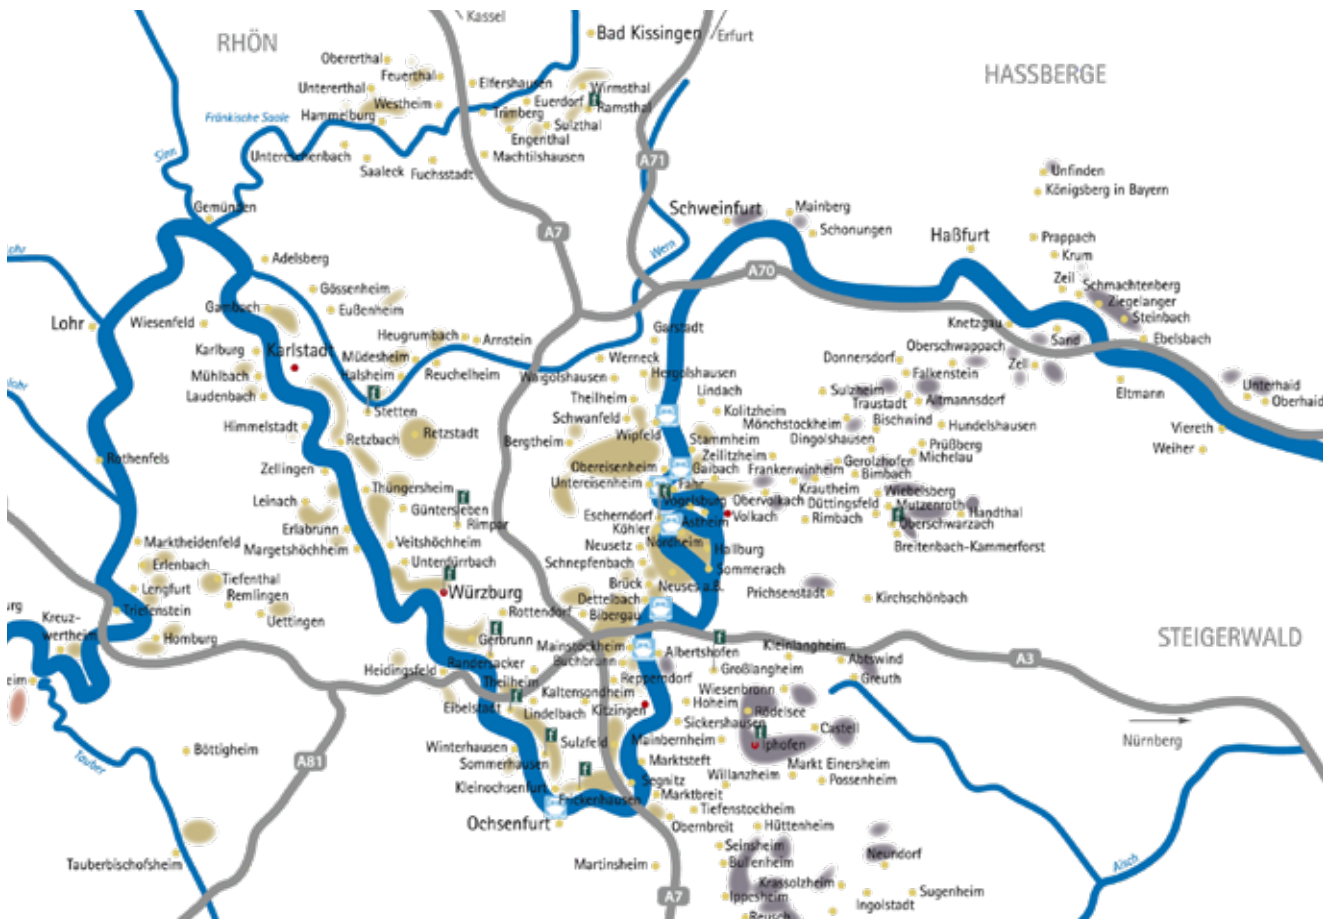 Kassel
Bad Kissingen
Erfurt
RHÖN
HASSBERGE
Obererthal
Feuerthal
Elfershausen
Wirmsthal
Untererthal
Westheim
Euerdorf
Ramsthal
Hammelburg
Trimberg
Sulzthal
Fränkische Saale
Engenthal
Sinn
Untereschenbach
Machtilshausen
Saaleck
Fuchsstadt
A71
Unfinden
Königsberg in Bayern
Gemünden
Schweinfurt
Mainberg
Schonungen
A7
Haßfurt
Prappach
Wern
Krum
Adelsberg
A70
Zeil
Schmachtenberg
Gössenheim
Ziegelanger
Gambach
Eußenheim
Steinbach
Lohr
Wiesenfeld
Heugrumbach
Arnstein
Garstadt
Knetzgau
Sand
Ebelsbach
Karlburg
Karlstadt
Müdesheim
Werneck
Donnersdorf
Oberschwappach
Zell
Mühlbach
Halsheim
Reuchelheim
Waigolshausen
Hergolshausen
Falkenstein
Laudenbach
Stetten
Theilheim
Lindach
Sulzheim
Traustadt
Altmannsdorf
Eltmann
Unterhaid
Oberhaid
Himmelstadt
Schwanfeld
Kolitzheim
Mönchstockheim
Bischwind
Hundelshausen
Viereth
Retzbach
Retzstadt
Bergtheim
Wipfeld
Stammheim
Dingolshausen
Prüßberg
Weiher
Rothenfels
Zeilitzheim
Michelau
Zellingen
Obereisenheim
Gaibach
Frankenwinheim
Gerolzhofen
Bimbach
Untereisenheim
Fahr
Krautheim
Thüngersheim
Vogelsburg
Obervolkach
Wiebelsberg
Leinach
Güntersleben
Düttingsfeld
Mutzenroth
Escherndorf
Astheim
Volkach
Rimbach
Handthal
Erlabrunn
Rimpar
Köhler
Oberschwarzach
Marktheidenfeld
Margetshöchheim
Veitshöchheim
Neusetz
Nordheim
Hallburg
Breitenbach-Kammerforst
Erlenbach
Unterdürrbach
Schnepfenbach
Sommerach
Lengfurt
Tiefenthal
Brück
Neuses a.B.
Remlingen
Würzburg
Dettelbach
Prichsenstadt
Kirchschönbach
Triefenstein
Uettingen
Rottendorf
Bibergau
Kreuz-
wertheim
Homburg
Gerbrunn
Mainstockheim
Albertshofen
Kleinlangheim
STEIGERWALD
Heidingsfeld
Randersacker
Buchbrunn
Großlangheim
Abtswind
A3
Theilheim
Repperndorf
Greuth
Eibelstadt
Kaltensondheim
Wiesenbronn
Lindelbach
Kitzingen
Hoheim
Rödelsee
Sickershausen
Castell
Böttigheim
Winterhausen
Sulzfeld
Mainbernheim
Iphofen
Nürnberg
Tauber
A81
Sommerhausen
Marktsteft
Markt Einersheim
Kleinochsenfurt
Segnitz
Willanzheim
Possenheim
Frickenhausen
Marktbreit
Tiefenstockheim
Ochsenfurt
Obernbreit
Hüttenheim
Tauberbischofsheim
Martinsheim
Seinsheim
Bullenheim
Neundorf
Aisch
A7
Krassolzheim
Ippesheim
Sugenheim
Ingolstadt
Reusch